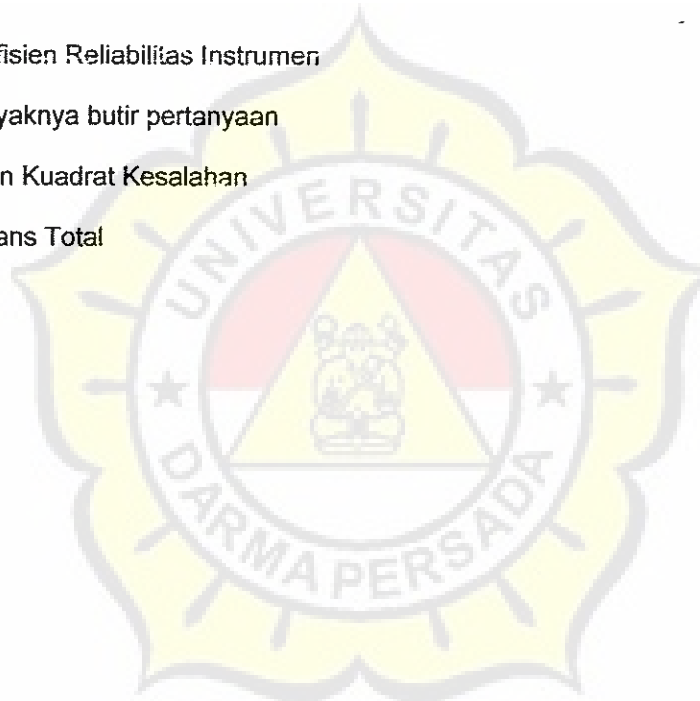 fisien Reliabilitas Instrumen
yaknya butir pertanyaan
n Kuadrat Kesalahan
ans Total
UNIVERSITAS
DARMA PERSADA